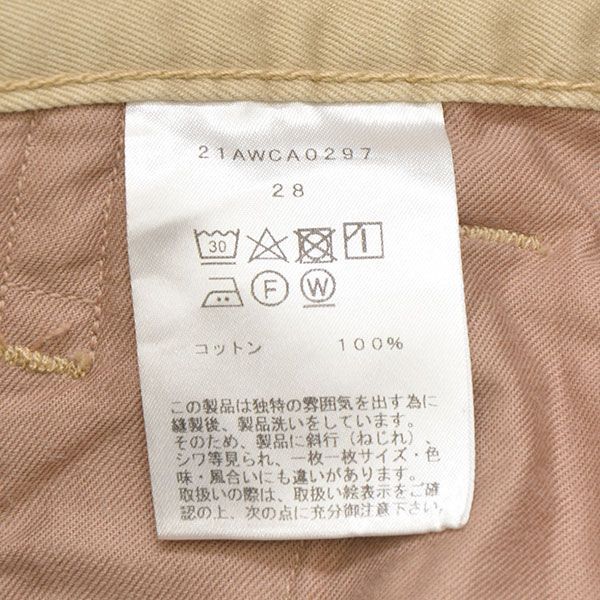 21AWCA0297
28
30
F W
コットン 100%
この製品は独特の雰囲気を出す為に
縫製後、製品洗いをしています。
そのため、製品に斜行(ねじれ)、
シワ等見られ、一枚一枚サイズ・色
味・風合いにも違いがあります。
取扱いの際は、取扱い絵表示をご確
認の上、次の点に充分御注意下さい。